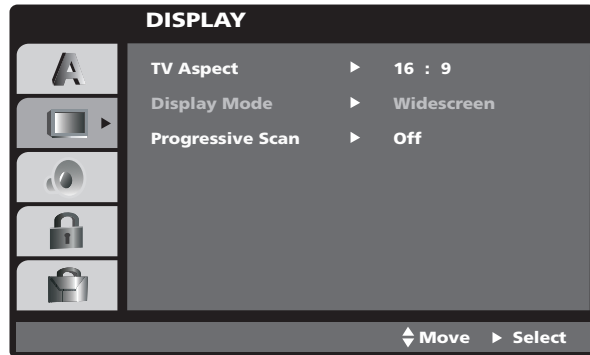 DISPLAY
A
TV Aspect ► 16 : 9
Display Mode ► Widescreen
Progressive Scan ► Off
Move ► Select